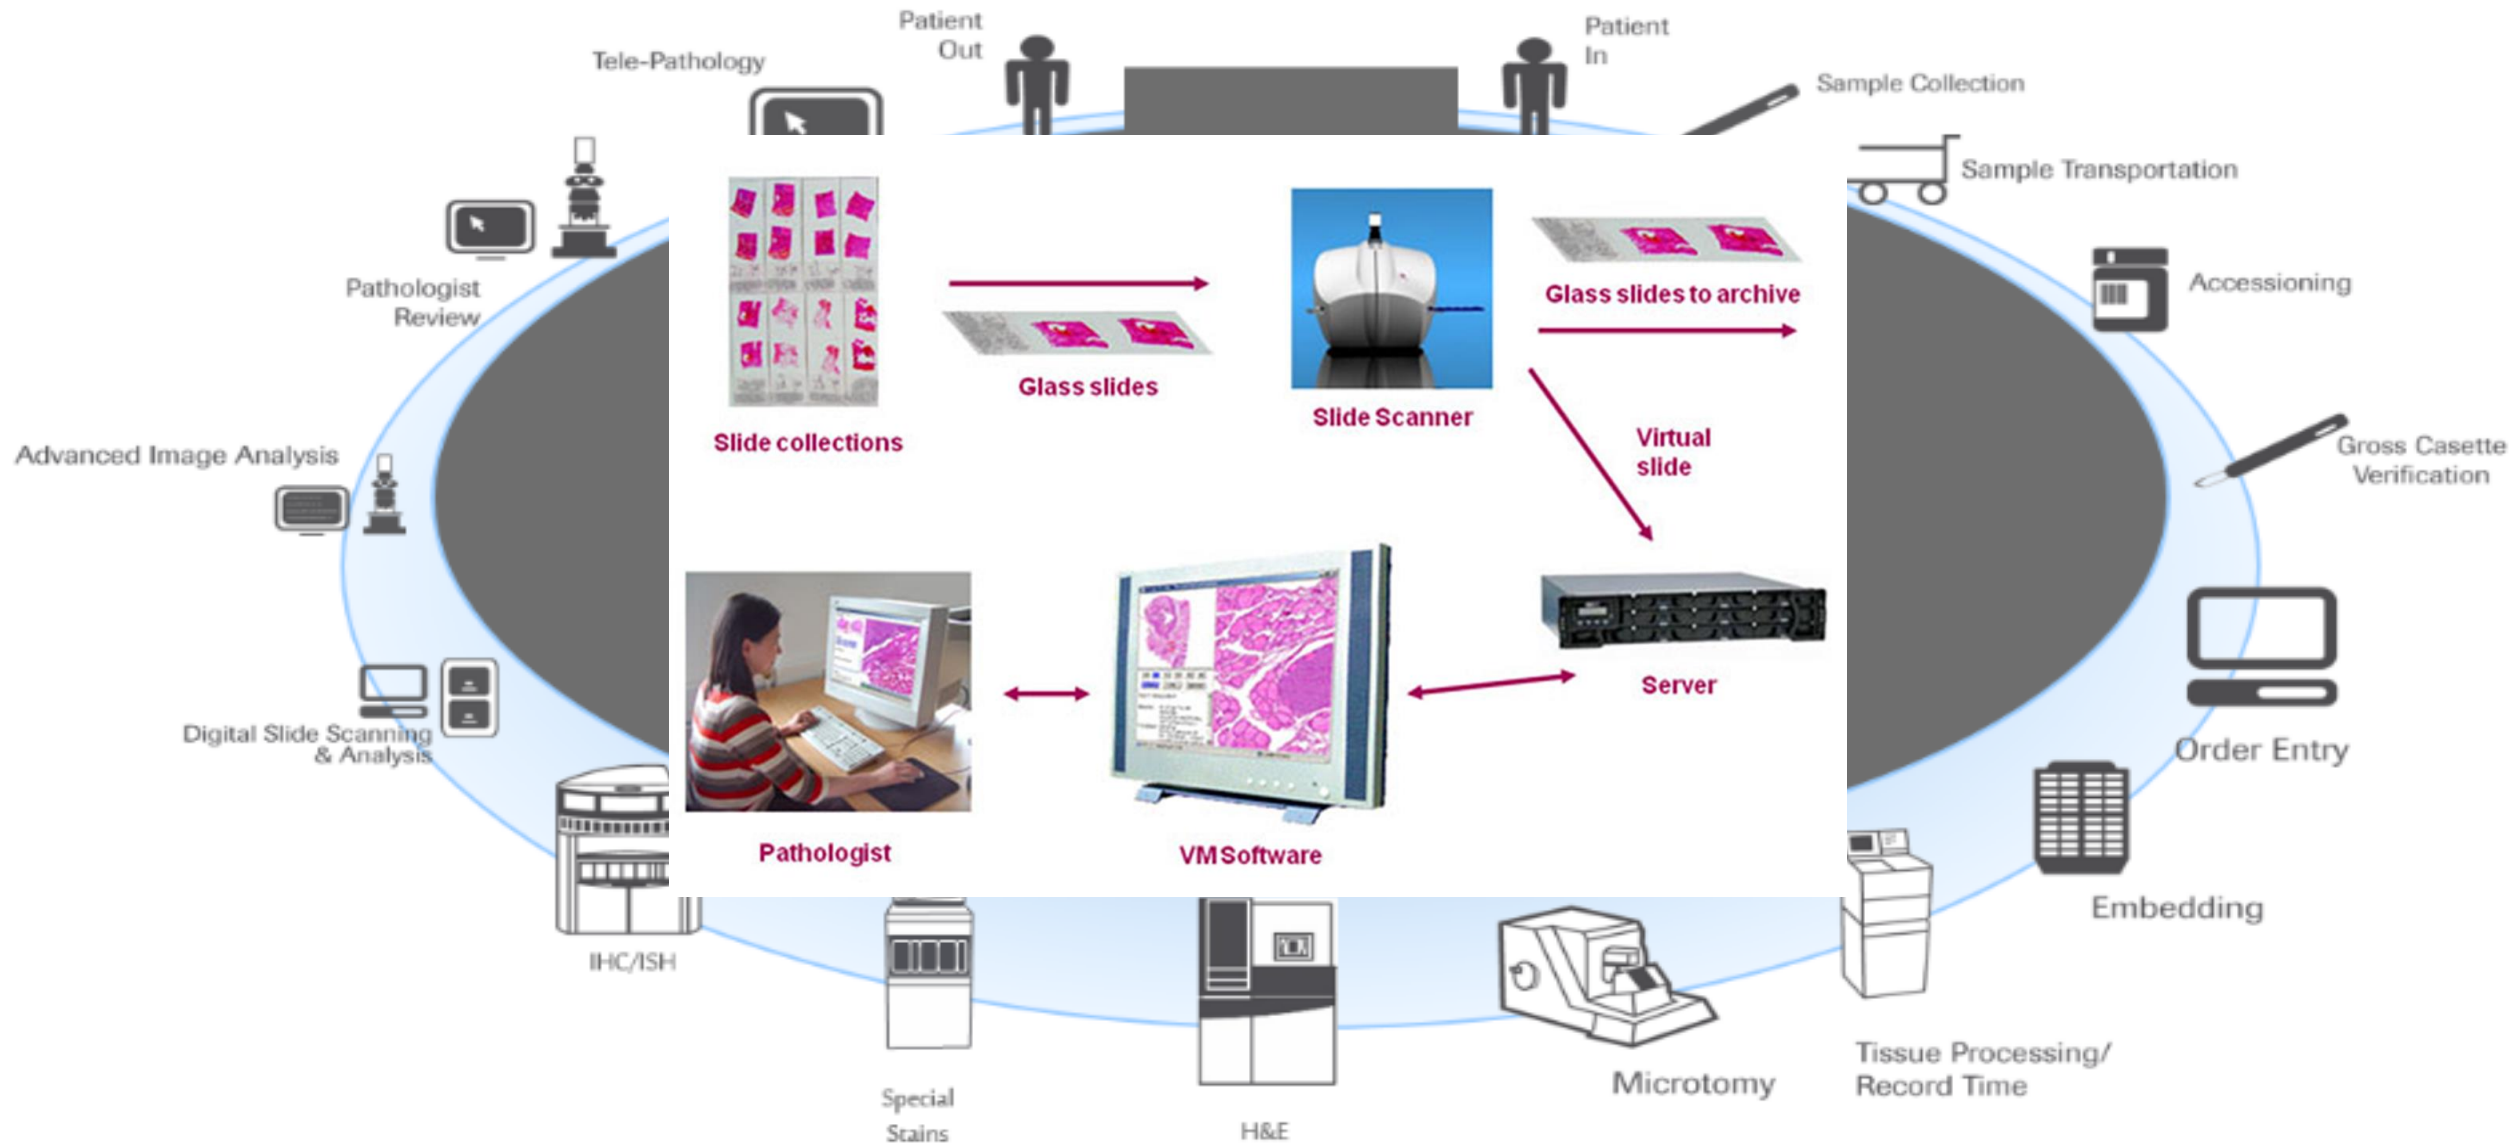 Patient
Out
Patient
In
Tele-Pathology
Sample Collection
Sample Transportation
Accessioning
Gross Casette
Verification
Order Entry
Embedding
Tissue Processing/
Record Time
Microtomy
H&E
Special
Stains
IHC/ISH
Digital Slide Scanning
& Analysis
Advanced Image Analysis
Pathologist
Review
Slide collections
Glass slides
Slide Scanner
Glass slides to archive
Virtual
slide
Server
VM Software
Pathologist